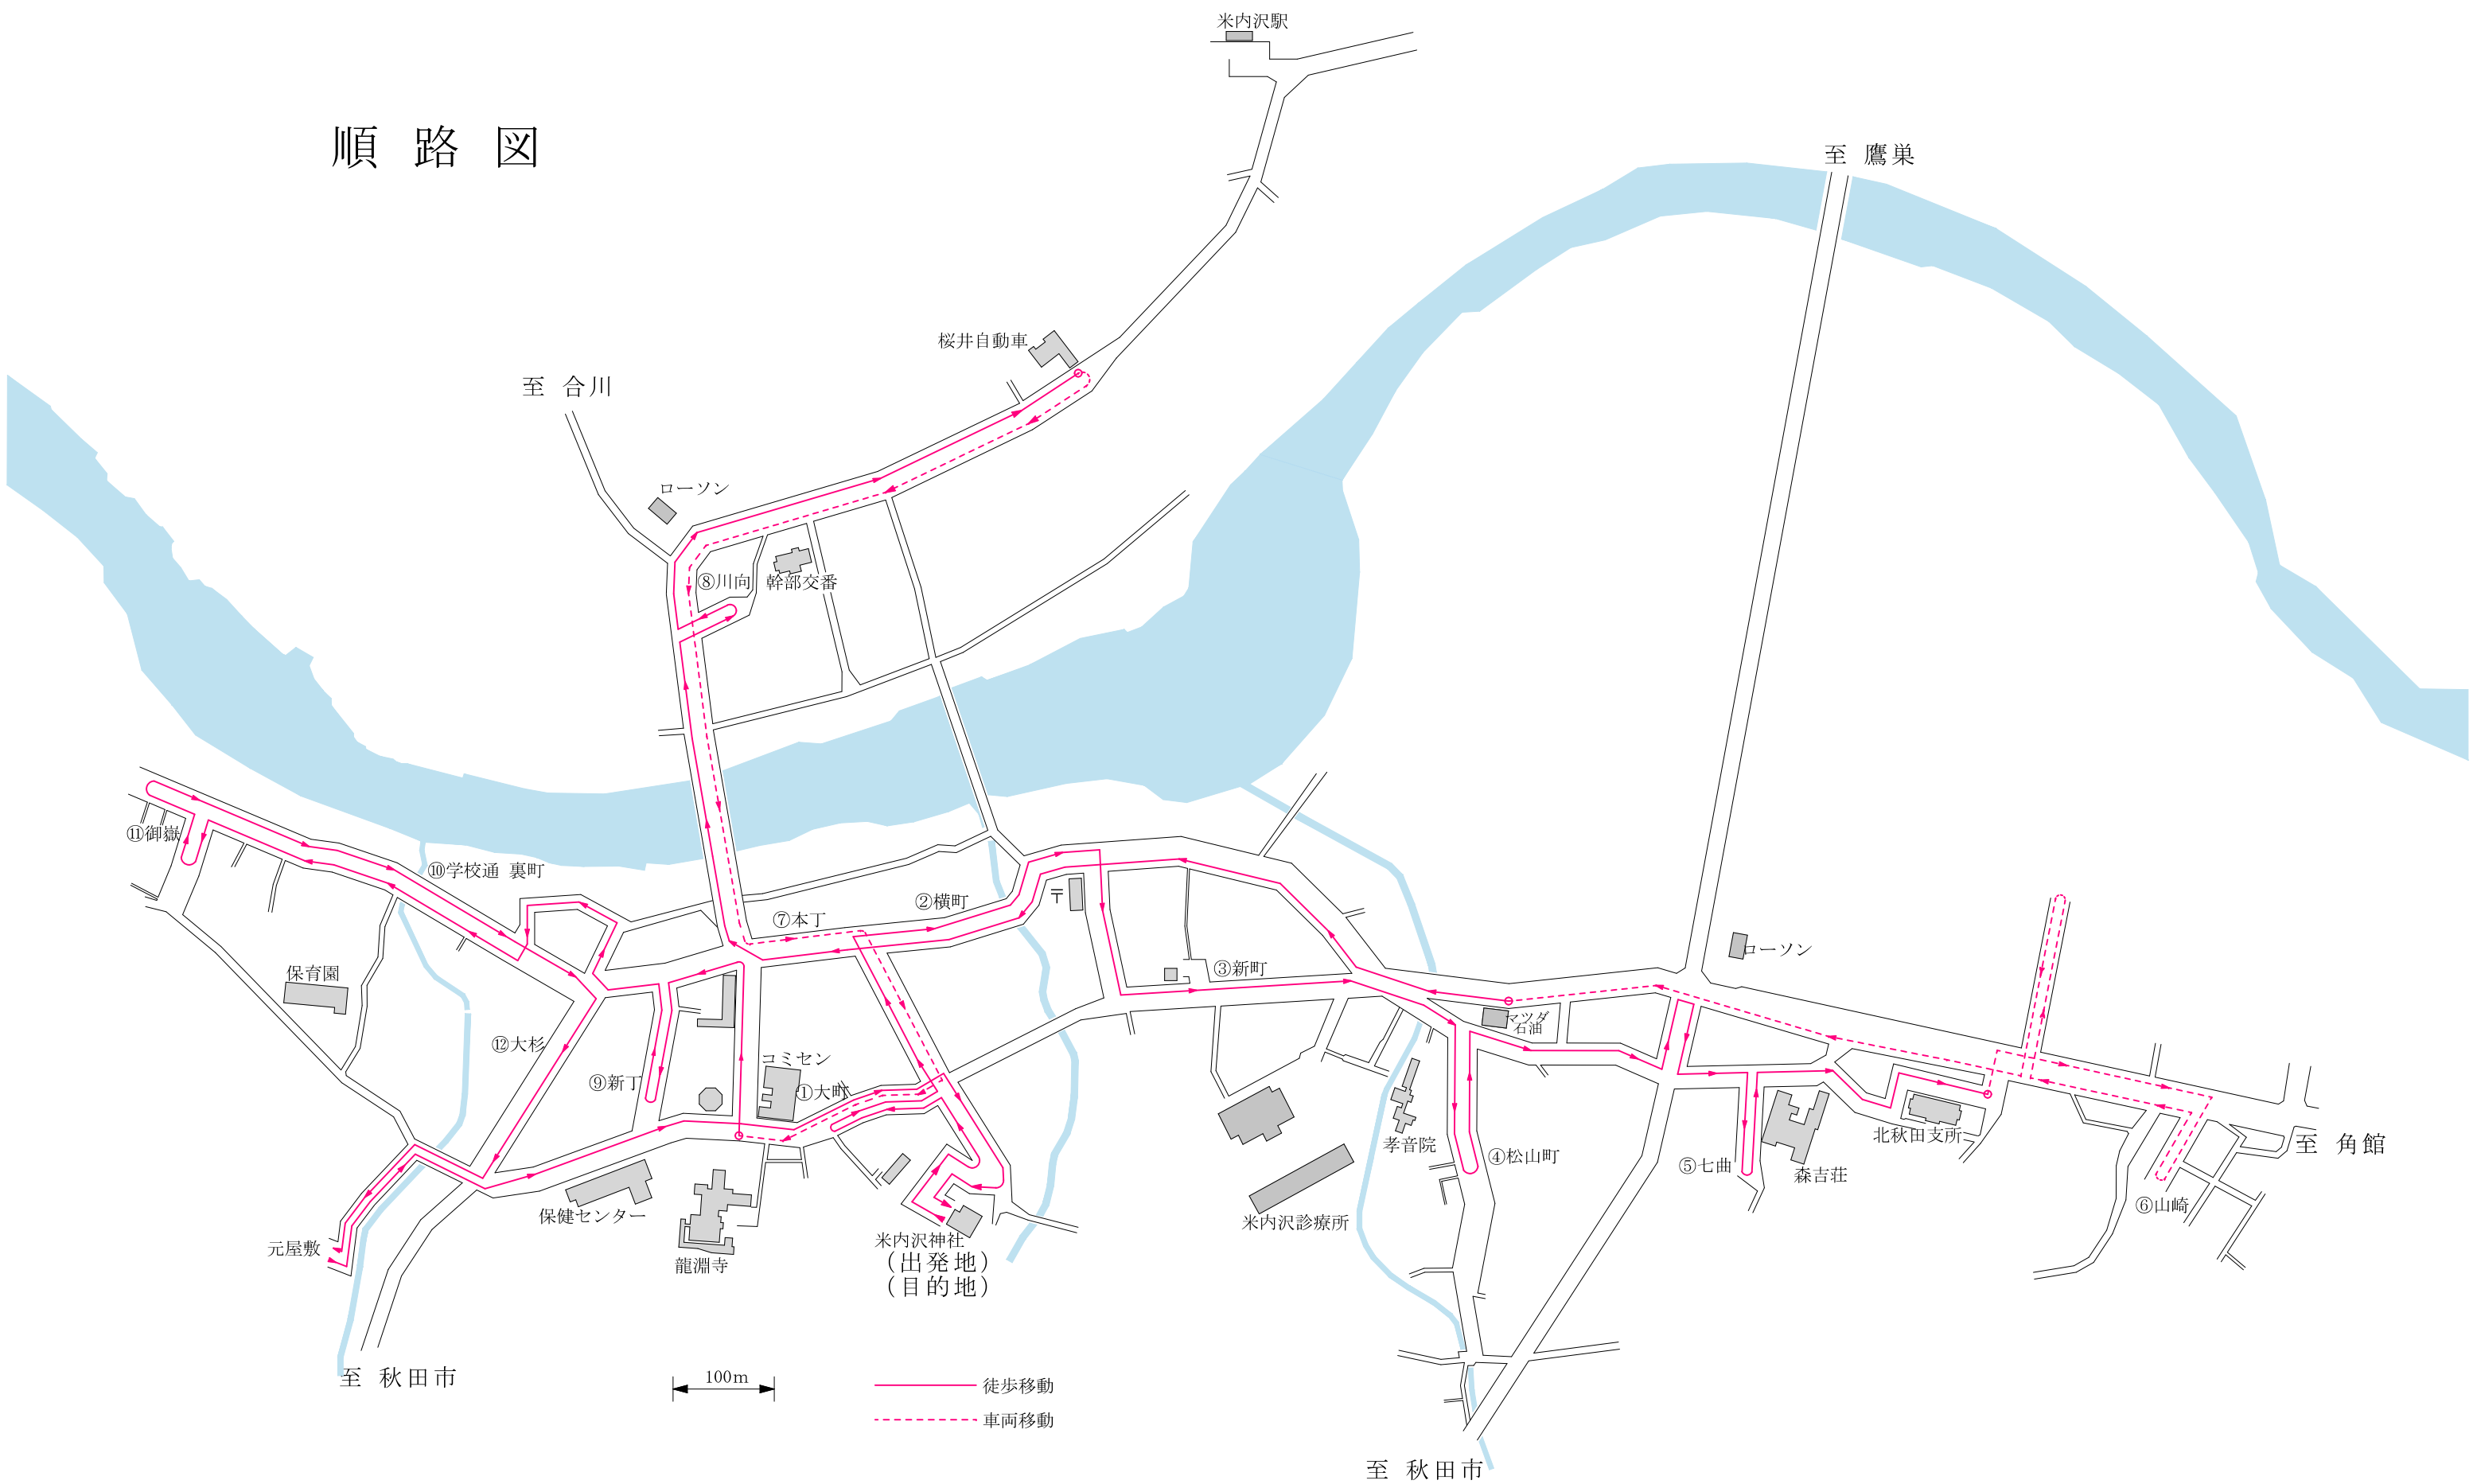 米内沢駅
順路図
至 鷹巣
桜井自動車
至 合川
ローソン
⑧川向
幹部交番
⑪御嶽
⑩学校通 裏町
②横町
〒
⑦本丁
ローソン
③新町
保育園
マツダ
石油
⑫大杉
コミセン
⑨新丁
①大町
北秋田支所
孝音院
④松山町
至 角館
⑤七曲
森吉荘
⑥山崎
保健センター
米内沢診療所
元屋敷
米内沢神社
(出発地)
(目的地)
龍淵寺
至 秋田市
100m
徒歩移動
車両移動
至 秋田市